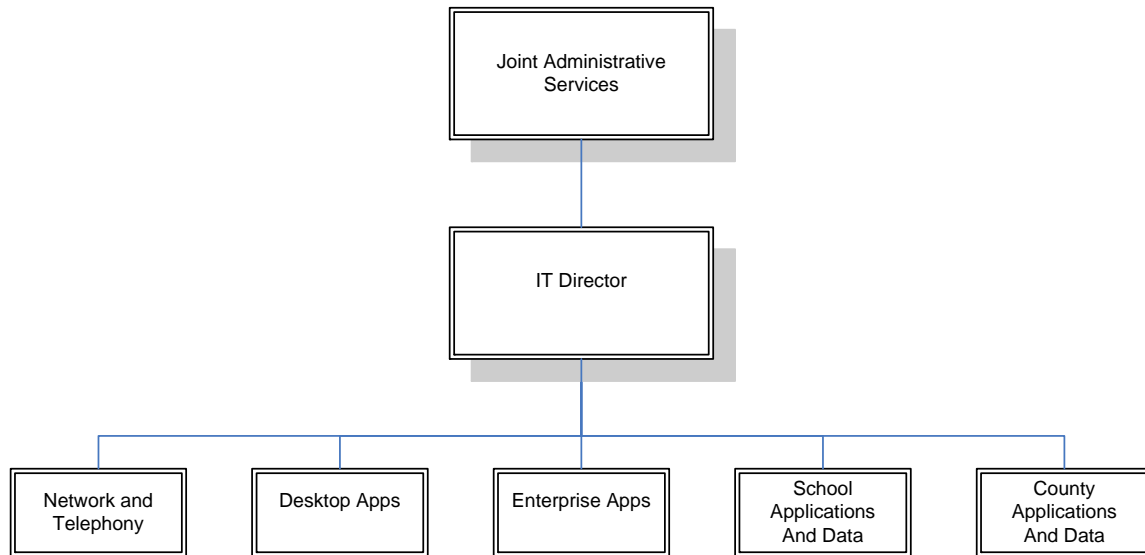 Joint Administrative
Services
IT Director
Network and
Telephony
Desktop Apps
Enterprise Apps
School
Applications
And Data
County
Applications
And Data